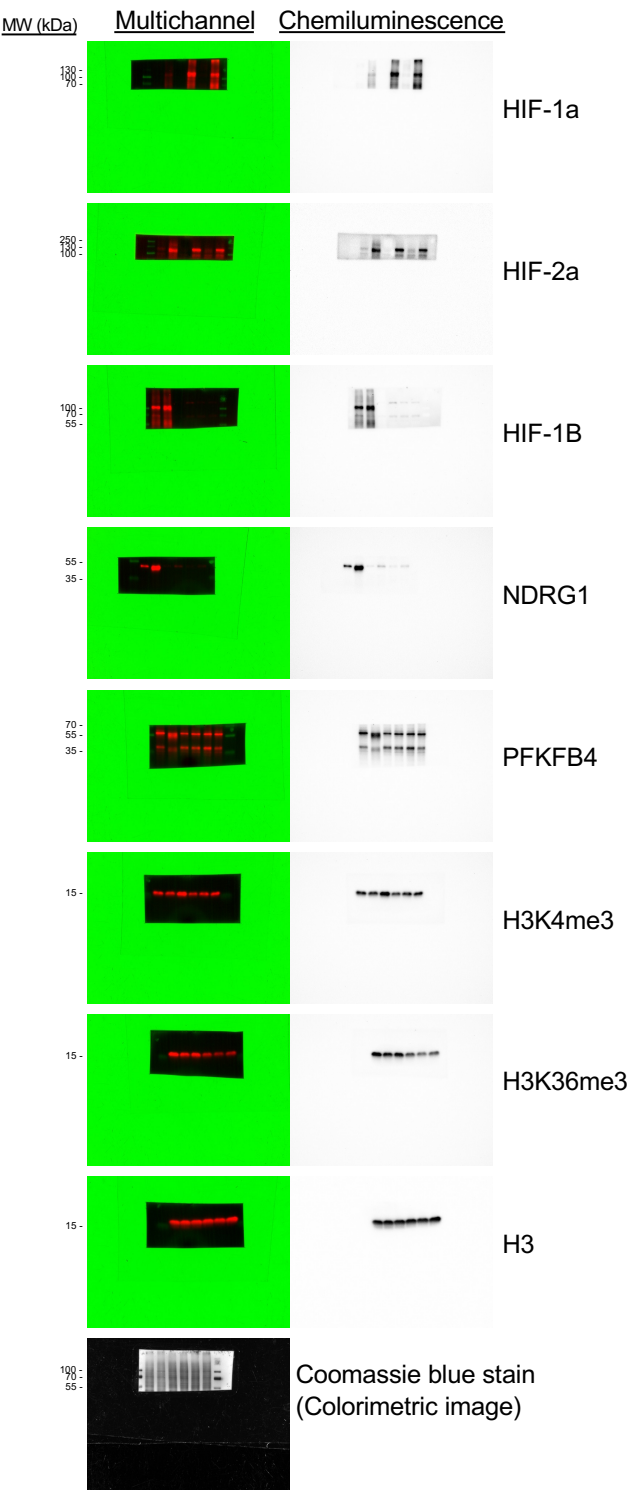 MW (kDa) Multichannel Chemiluminescence
130 -
100 -
70 -
HIF-1a
250 -
130 -
100 -
HIF-2a
100 -
70 -
55 -
HIF-1B
55 -
35 -
NDRG1
70 -
55 -
35 -
PFKFB4
15 -
H3K4me3
15 -
H3K36me3
15 -
H3
100 -
70 -
55 -
Coomassie blue stain
(Colorimetric image)